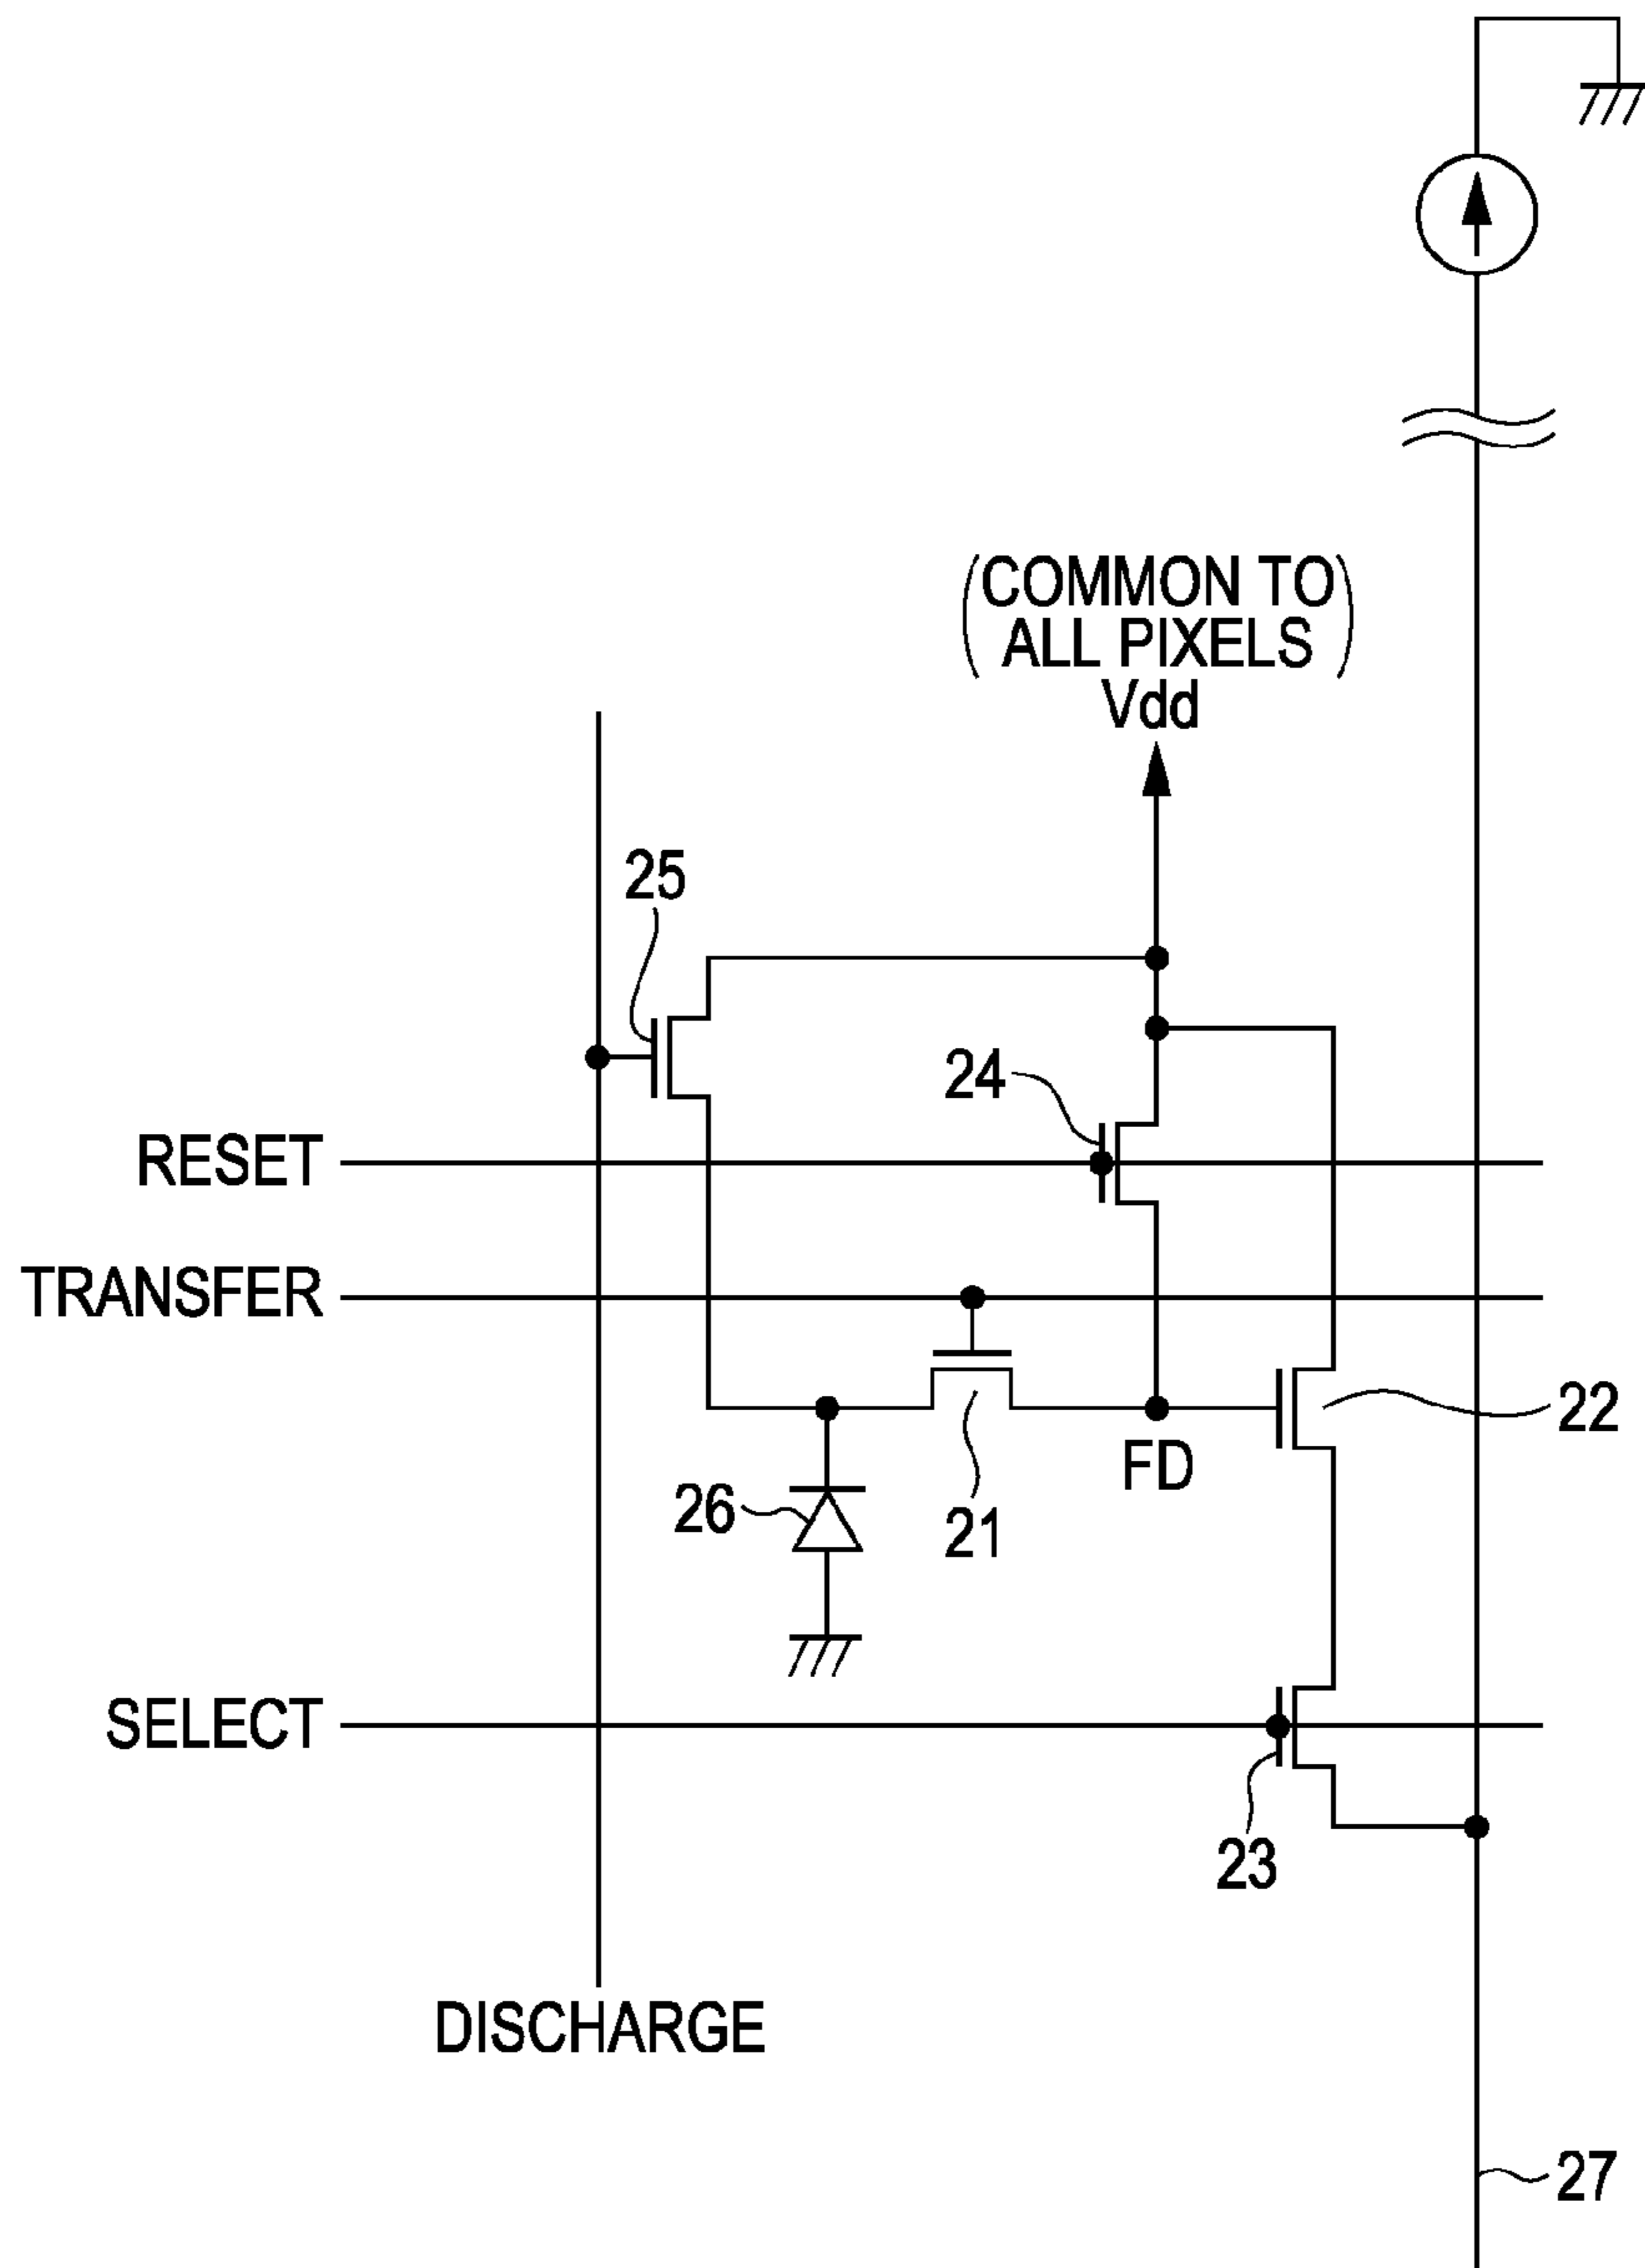 (COMMON TO
ALL PIXELS)
Vdd
25
24
RESET
TRANSFER
22
FD
26
21
SELECT
23
DISCHARGE
27